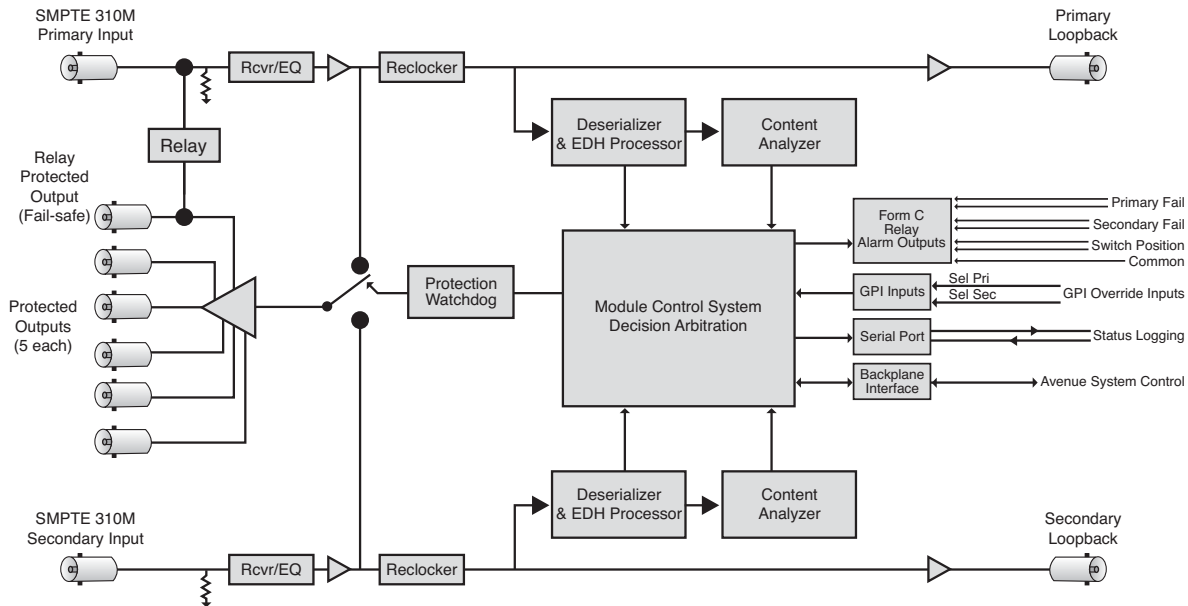 SMPTE 310M
Primary Input
Primary
Loopback
Rcvr/EQ
Reclocker
Deserializer
& EDH Processor
Content
Analyzer
Relay
Relay
Protected
Output
(Fail-safe)
Form C
Relay
Alarm Outputs
Primary Fail
Secondary Fail
Switch Position
Common
Protection
Watchdog
Module Control System
Decision Arbitration
GPI Inputs
Sel Pri
Sel Sec
GPI Override Inputs
Protected
Outputs
(5 each)
Serial Port
Status Logging
Backplane
Interface
Avenue System Control
Deserializer
& EDH Processor
Content
Analyzer
SMPTE 310M
Secondary Input
Secondary
Loopback
Rcvr/EQ
Reclocker